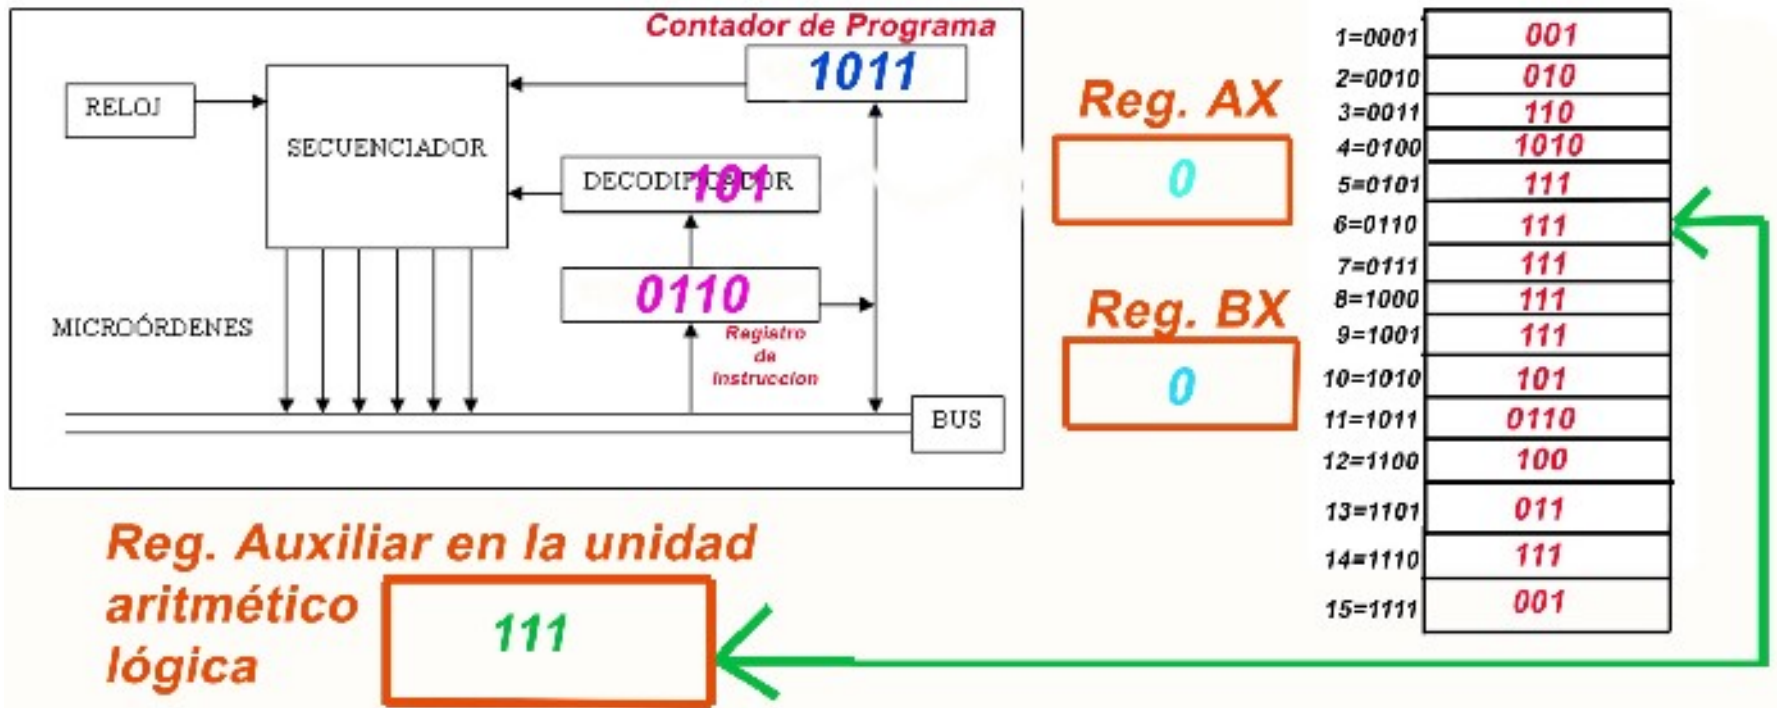 Contador de Programa
1011
RELOJ
SECUENCIADOR
DECODIFICADOR
101
0110
Registro
de
Instruccion
MICROÓRDENES
BUS
Reg. AX
0
Reg. BX
0
1=0001 001
2=0010 010
3=0011 110
4=0100 1010
5=0101 111
6=0110 111
7=0111 111
8=1000 111
9=1001 111
10=1010 101
11=1011 0110
12=1100 100
13=1101 011
14=1110 111
15=1111 001
Reg. Auxiliar en la unidad
aritmético
lógica
111